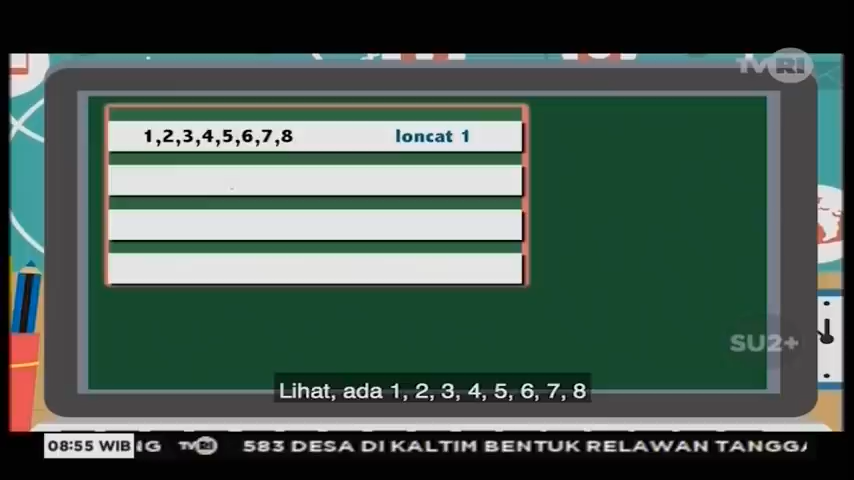 TVRI
1,2,3,4,5,6,7,8 loncat 1
SU2+
Lihat, ada 1, 2, 3, 4, 5, 6, 7, 8
08:55 WIB TVRI 583 DESA DI KALTIM BENTUK RELAWAN